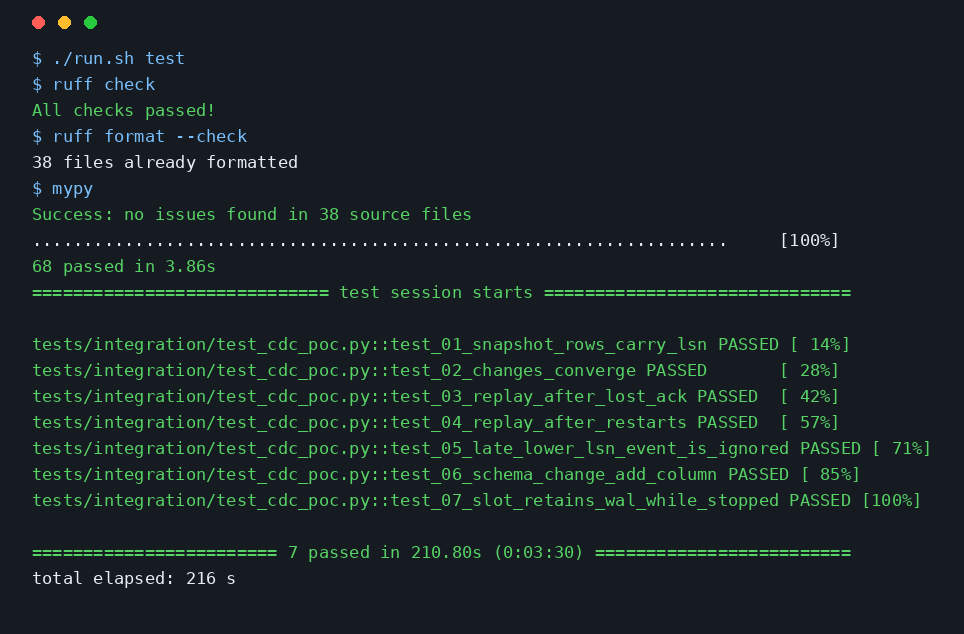 $ ./run.sh test
$ ruff check
All checks passed!
$ ruff format --check
38 files already formatted
$ mypy
Success: no issues found in 38 source files
....................................................................     [100%]
68 passed in 3.86s
============================= test session starts ==============================
tests/integration/test_cdc_poc.py::test_01_snapshot_rows_carry_lsn PASSED [ 14%]
tests/integration/test_cdc_poc.py::test_02_changes_converge PASSED       [ 28%]
tests/integration/test_cdc_poc.py::test_03_replay_after_lost_ack PASSED  [ 42%]
tests/integration/test_cdc_poc.py::test_04_replay_after_restarts PASSED  [ 57%]
tests/integration/test_cdc_poc.py::test_05_late_lower_lsn_event_is_ignored PASSED [ 71%]
tests/integration/test_cdc_poc.py::test_06_schema_change_add_column PASSED [ 85%]
tests/integration/test_cdc_poc.py::test_07_slot_retains_wal_while_stopped PASSED [100%]
======================== 7 passed in 210.80s (0:03:30) =========================
total elapsed: 216 s